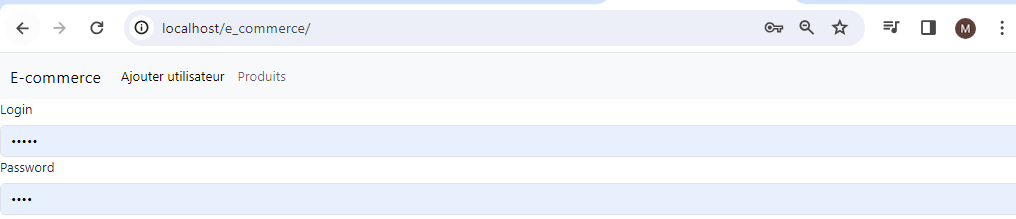 localhost/e_commerce/
M
E-commerce Ajouter utilisateur Produits
Login
•••••
Password
••••